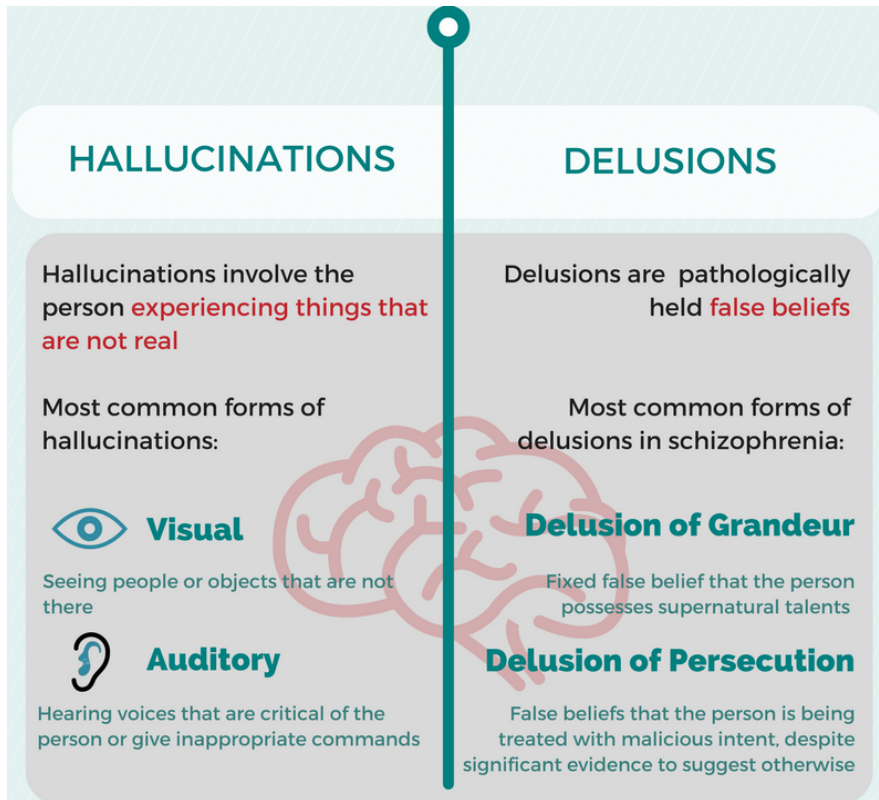 HALLUCINATIONS
Hallucinations involve the
person experiencing things that
are not real
Most common forms of
hallucinations:
Visual
Seeing people or objects that are not
there
Auditory
Hearing voices that are critical of the
person or give inappropriate commands
DELUSIONS
Delusions are pathologically
held false beliefs
Most common forms of
delusions in schizophrenia:
Delusion of Grandeur
Fixed false belief that the person
possesses supernatural talents
Delusion of Persecution
False beliefs that the person is being
treated with malicious intent, despite
significant evidence to suggest otherwise